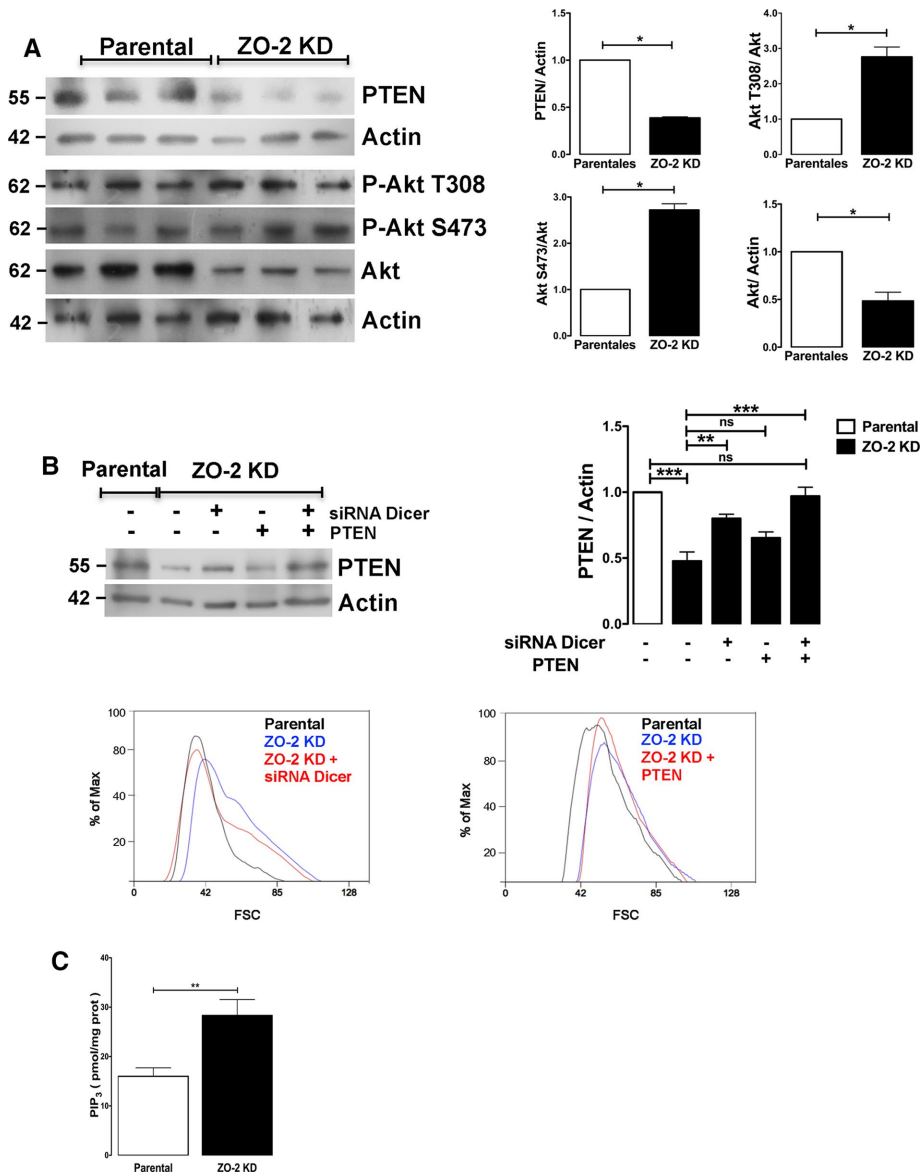 A
Parental ZO-2 KD
55 PTEN
42 Actin
62 P-Akt T308
62 P-Akt S473
62 Akt
42 Actin
PTEN/ Actin
1.5
1.0
0.5
0.0
*
Parentales ZO-2 KD
Akt T308/ Akt
4.0
3.0
2.0
1.0
0.0
*
Parentales ZO-2 KD
Akt S473/Akt
3.0
2.0
1.0
0.0
*
Parentales ZO-2 KD
Akt/ Actin
1.5
1.0
0.5
0.0
*
Parentales ZO-2 KD
B
Parental ZO-2 KD
- - + - + siRNA Dicer
- - - + + PTEN
55 PTEN
42 Actin
PTEN / Actin
1.5
1.0
0.5
0.0
***
ns
**
ns
***
Parental
ZO-2 KD
siRNA Dicer - - + - +
PTEN - - - + +
% of Max
100
80
40
20
0 42 85 128
FSC
Parental
ZO-2 KD
ZO-2 KD +
siRNA Dicer
% of Max
100
80
40
20
0 42 85 128
FSC
Parental
ZO-2 KD
ZO-2 KD +
PTEN
C
PIP3 ( pmol/mg prot )
40
30
20
10
0
**
Parental ZO-2 KD